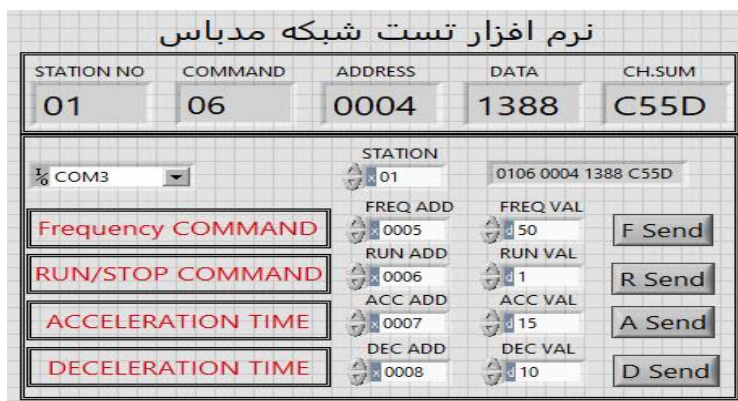 نرم افزار تست شبکه مدباس
STATION NO COMMAND ADDRESS DATA CH.SUM
01 06 0004 1388 C55D
STATION
COM3 x 01 0106 0004 1388 C55D
FREQ ADD FREQ VAL
Frequency COMMAND x 0005 d 50 F Send
RUN ADD RUN VAL
RUN/STOP COMMAND x 0006 d 1 R Send
ACC ADD ACC VAL
ACCELERATION TIME x 0007 d 15 A Send
DEC ADD DEC VAL
DECELERATION TIME x 0008 d 10 D Send